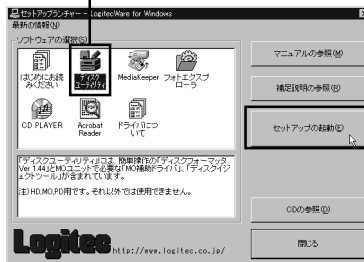 セットアップランチャー - LogitecWare for Windows
最新の情報(N)
ソフトウェアの選択(S)
はじめにお読みください
ディスクユーティリティ
MediaKeeper
フォトエクスプローラ
CD PLAYER
Acrobat Reader
ドライバについて
「ディスクユーティリティ」には、簡単操作の「ディスクフォーマッタ
Ver 1.44」とMOユニットで必要な「MO補助ドライバ」、「ディスクイジ
ェクトツール」が含まれています。
注) HD,MO,PD用です。それ以外では使用できません。
マニュアルの参照(M)
補足説明の参照(R)
セットアップの起動(E)
CDの参照(D)
閉じる
Logitec http://www.logitec.co.jp/